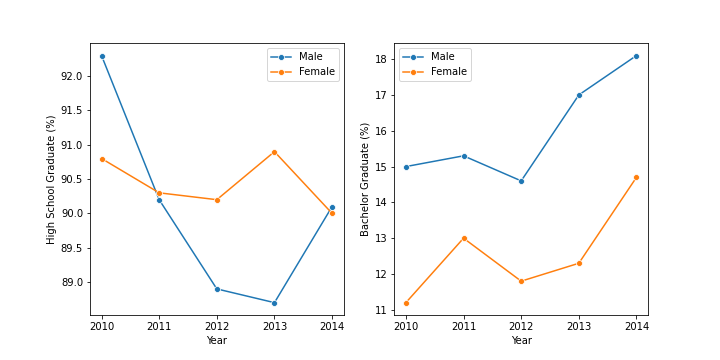 High School Graduate (%)
92.0
91.5
91.0
90.5
90.0
89.5
89.0
Male
Female
2010 2011 2012 2013 2014
Year
Bachelor Graduate (%)
18
17
16
15
14
13
12
11
Male
Female
2010 2011 2012 2013 2014
Year